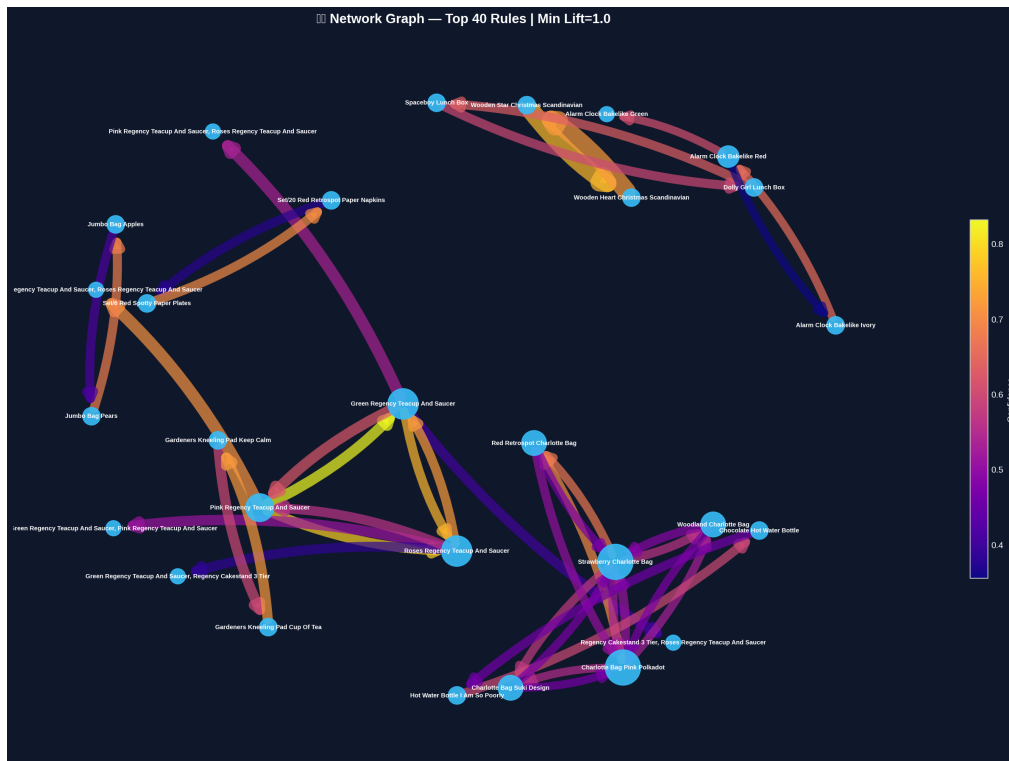 Network Graph — Top 40 Rules | Min Lift=1.0
Spaceboy Lunch Box
Wooden Star Christmas Scandinavian
Alarm Clock Bakelike Green
Pink Regency Teacup And Saucer, Roses Regency Teacup And Saucer
Alarm Clock Bakelike Red
Dolly Girl Lunch Box
Set/20 Red Retrospot Paper Napkins
Wooden Heart Christmas Scandinavian
Jumbo Bag Apples
0.8
egency Teacup And Saucer, Roses Regency Teacup And Saucer
Set/6 Red Spotty Paper Plates
0.7
Alarm Clock Bakelike Ivory
0.6
Green Regency Teacup And Saucer
Jumbo Bag Pears
Gardeners Kneeling Pad Keep Calm
Red Retrospot Charlotte Bag
0.5
Pink Regency Teacup And Saucer
Green Regency Teacup And Saucer, Pink Regency Teacup And Saucer
Woodland Charlotte Bag
Chocolate Hot Water Bottle
0.4
Roses Regency Teacup And Saucer
Strawberry Charlotte Bag
Green Regency Teacup And Saucer, Regency Cakestand 3 Tier
Gardeners Kneeling Pad Cup Of Tea
Regency Cakestand 3 Tier, Roses Regency Teacup And Saucer
Charlotte Bag Pink Polkadot
Charlotte Bag Suki Design
Hot Water Bottle I Am So Poorly